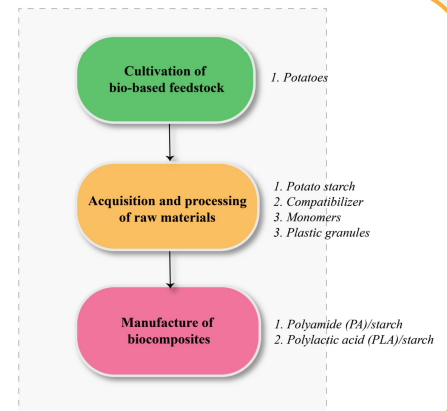 Cultivation of
bio-based feedstock
1. Potatoes
Acquisition and processing
of raw materials
1. Potato starch
2. Compatibilizer
3. Monomers
3. Plastic granules
Manufacture of
biocomposites
1. Polyamide (PA)/starch
2. Polylactic acid (PLA)/starch